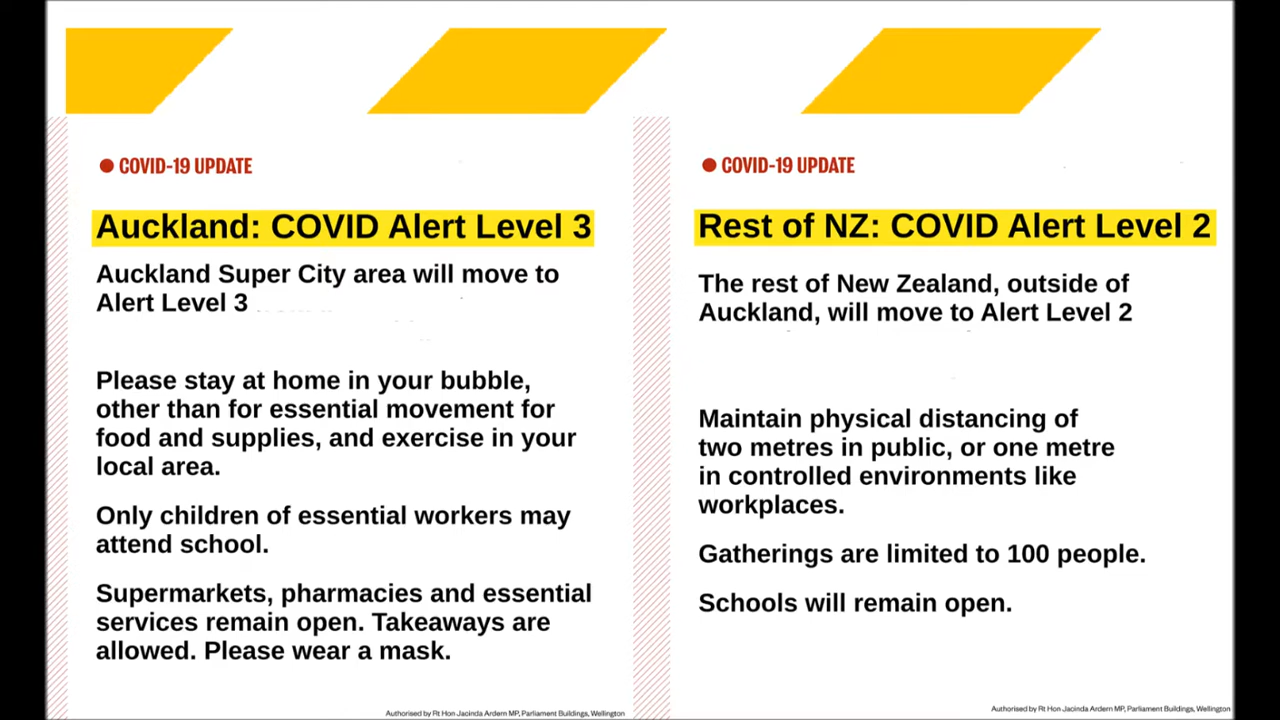 COVID-19 UPDATE
Auckland: COVID Alert Level 3
Auckland Super City area will move to
Alert Level 3
Please stay at home in your bubble,
other than for essential movement for
food and supplies, and exercise in your
local area.
Only children of essential workers may
attend school.
Supermarkets, pharmacies and essential
services remain open. Takeaways are
allowed. Please wear a mask.
Authorised by Rt Hon Jacinda Ardern MP, Parliament Buildings, Wellington
COVID-19 UPDATE
Rest of NZ: COVID Alert Level 2
The rest of New Zealand, outside of
Auckland, will move to Alert Level 2
Maintain physical distancing of
two metres in public, or one metre
in controlled environments like
workplaces.
Gatherings are limited to 100 people.
Schools will remain open.
Authorised by Rt Hon Jacinda Ardern MP, Parliament Buildings, Wellington